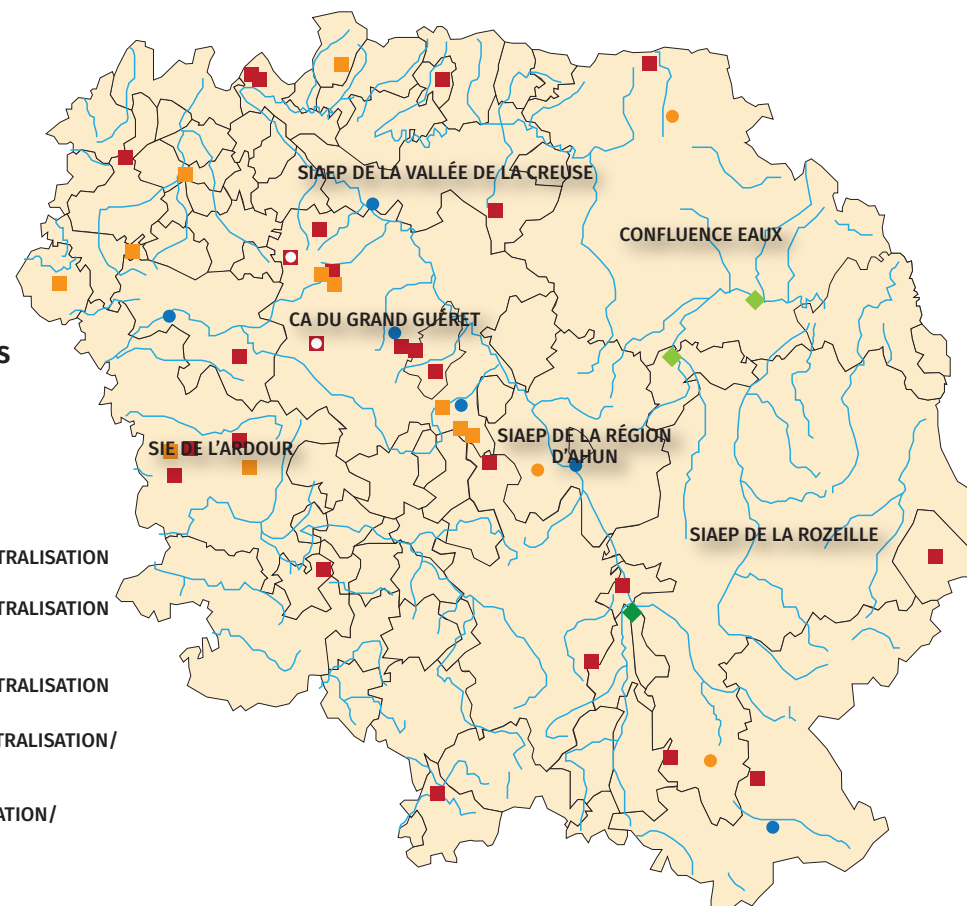 SIAEP DE LA VALLÉE DE LA CREUSE
CONFLUENCE EAUX
CA DU GRAND GUÉRET
S
SIE DE L'ARDOUR
SIAEP DE LA RÉGION
D'AHUN
SIAEP DE LA ROZEILLE
TRALISATION
TRALISATION
TRALISATION
TRALISATION/
ATION/